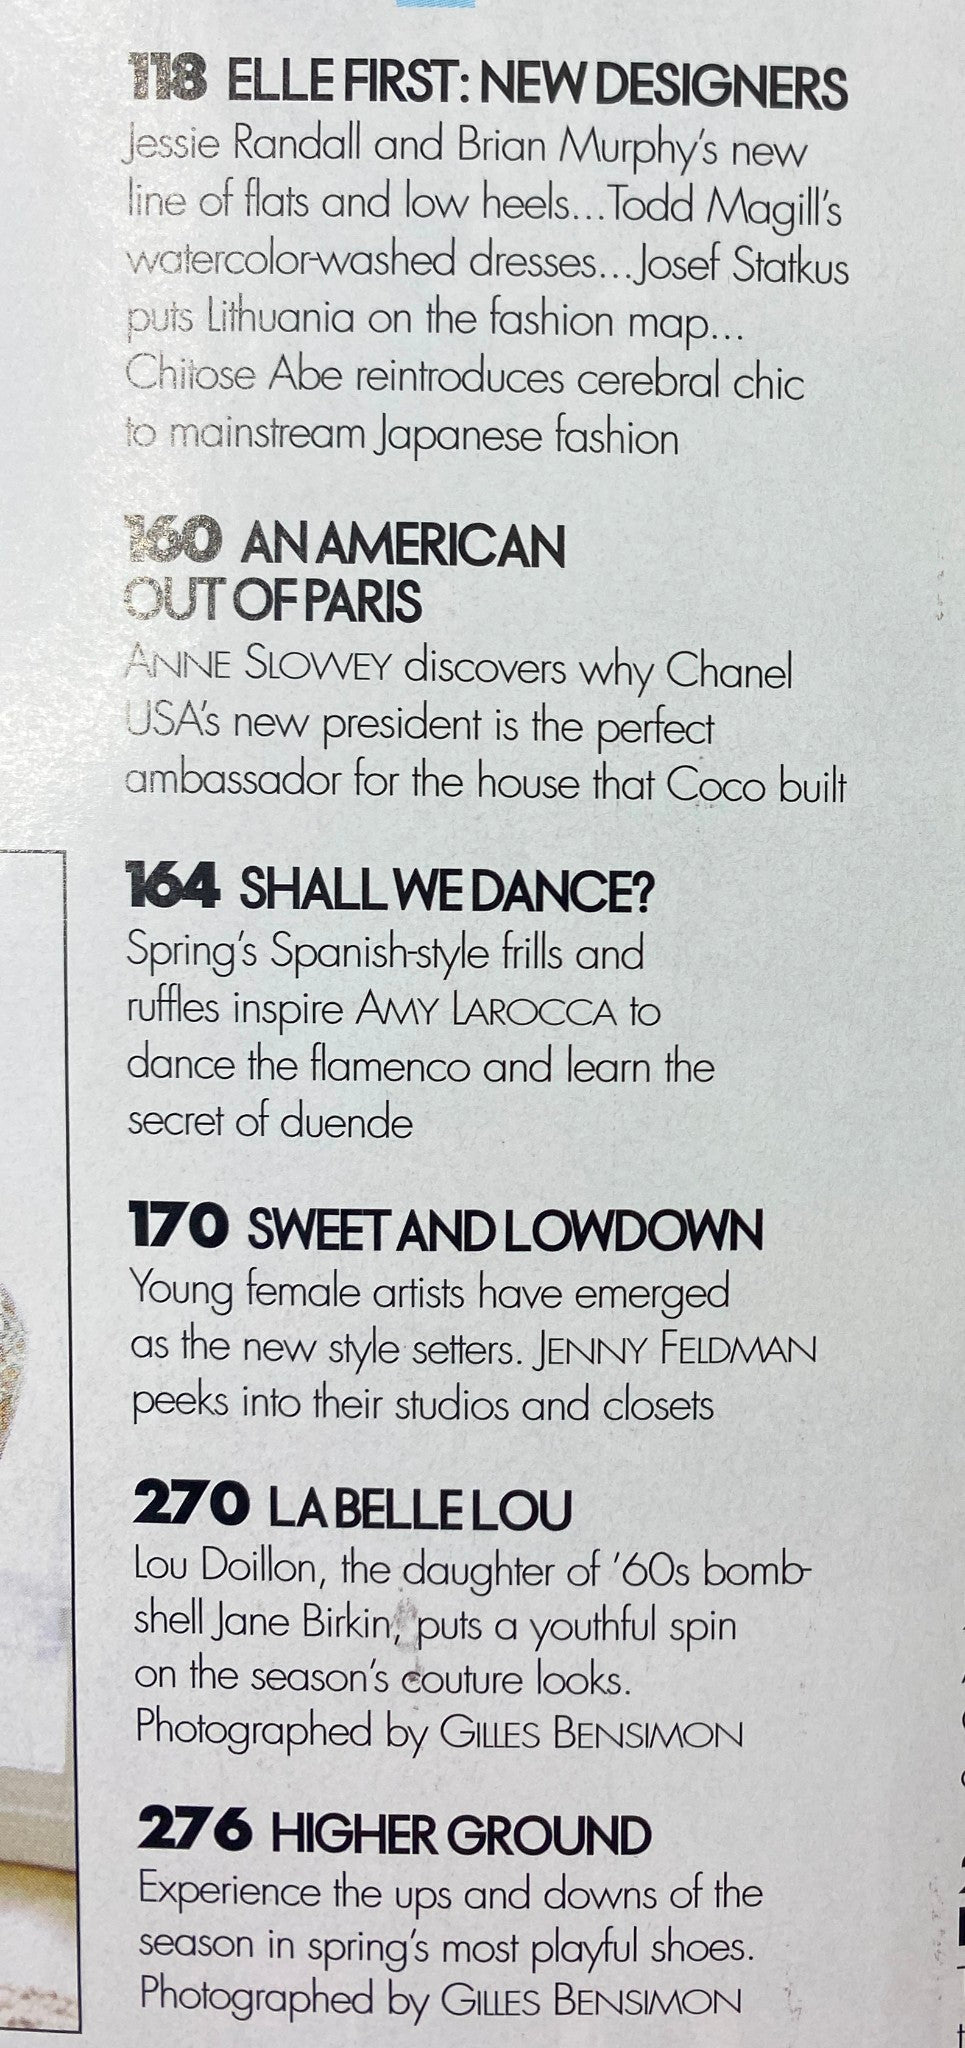 118 ELLE FIRST: NEW DESIGNERS
Jessie Randall and Brian Murphy's new
line of flats and low heels...Todd Magill's
watercolor-washed dresses...Josef Statkus
puts Lithuania on the fashion map...
Chitose Abe reintroduces cerebral chic
to mainstream Japanese fashion
160 AN AMERICAN
OUT OF PARIS
ANNE SLOWEY discovers why Chanel
USA's new president is the perfect
ambassador for the house that Coco built
164 SHALL WE DANCE?
Spring's Spanish-style frills and
ruffles inspire AMY LAROCCA to
dance the flamenco and learn the
secret of duende
170 SWEET AND LOWDOWN
Young female artists have emerged
as the new style setters. JENNY FELDMAN
peeks into their studios and closets
270 LA BELLE LOU
Lou Doillon, the daughter of '60s bomb-
shell Jane Birkin, puts a youthful spin
on the season's couture looks.
Photographed by GILLES BENSIMON
276 HIGHER GROUND
Experience the ups and downs of the
season in spring's most playful shoes.
Photographed by GILLES BENSIMON